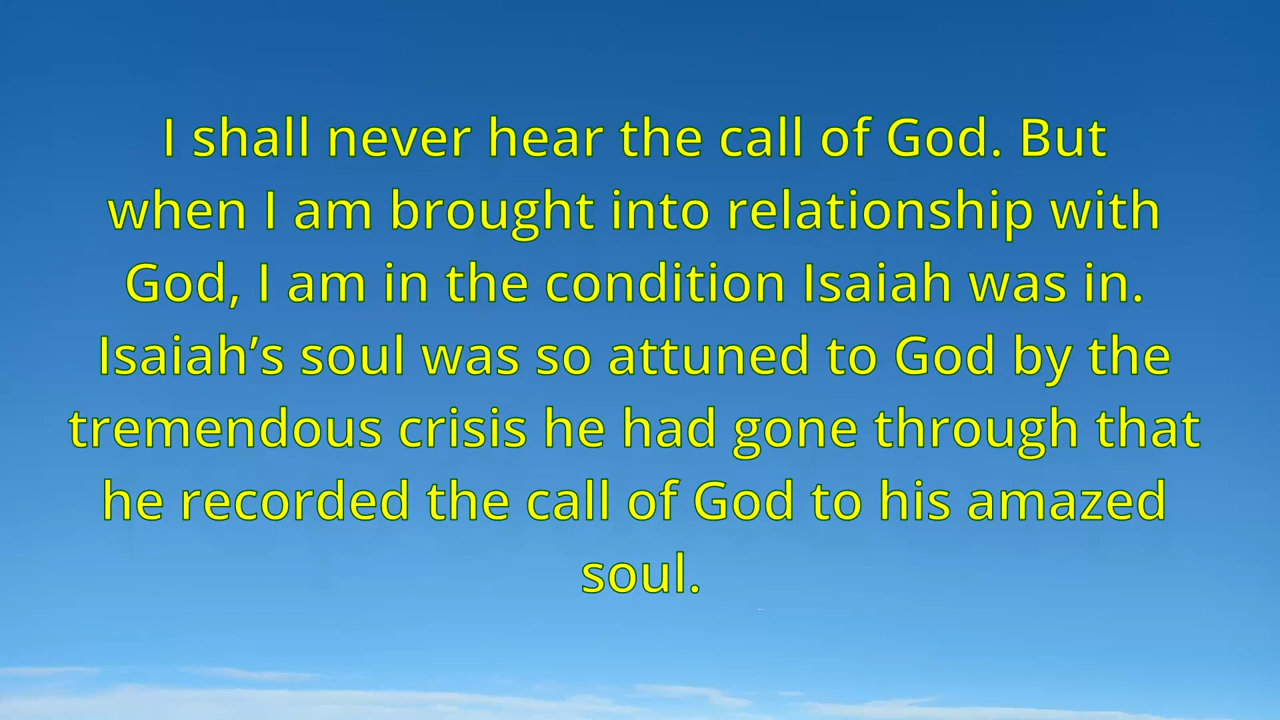 I shall never hear the call of God. But
when I am brought into relationship with
God, I am in the condition Isaiah was in.
Isaiah’s soul was so attuned to God by the
tremendous crisis he had gone through that
he recorded the call of God to his amazed
soul.